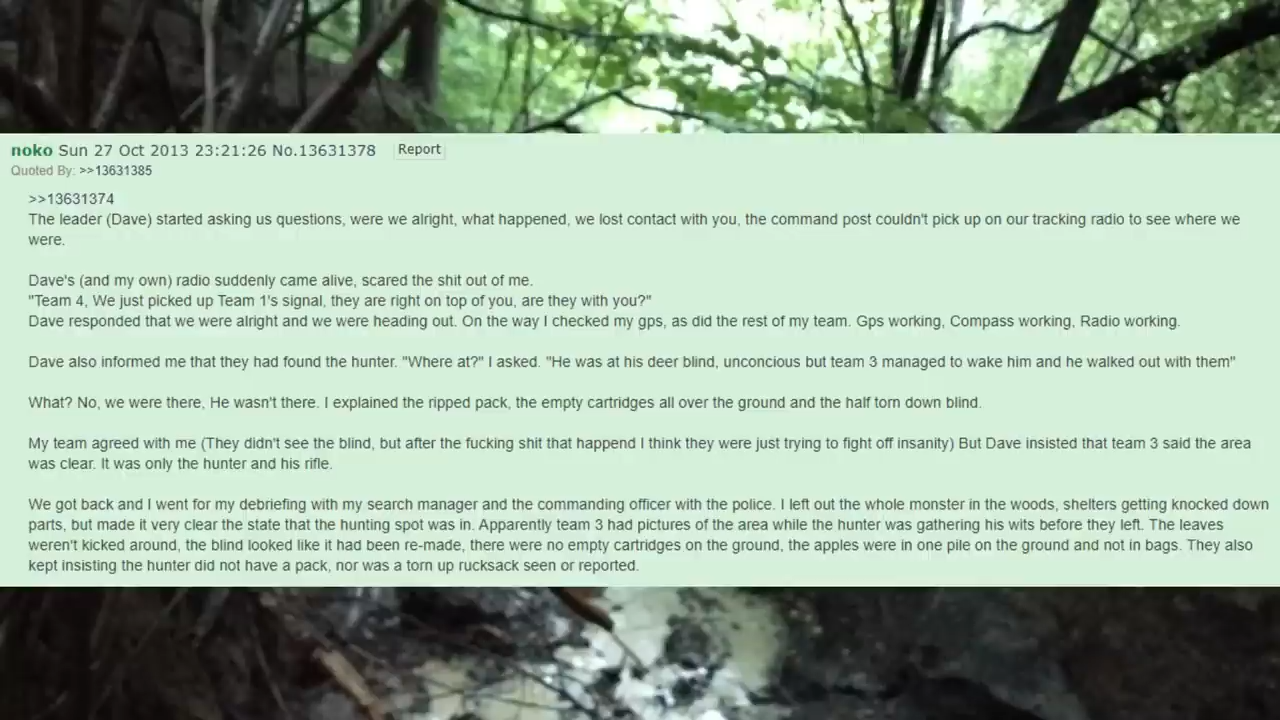 noko Sun 27 Oct 2013 23:21:26 No.13631378 Report
Quoted By: >>13631385
>>13631374
The leader (Dave) started asking us questions, were we alright, what happened, we lost contact with you, the command post couldn't pick up on our tracking radio to see where we
were.
Dave's (and my own) radio suddenly came alive, scared the shit out of me.
"Team 4, We just picked up Team 1's signal, they are right on top of you, are they with you?"
Dave responded that we were alright and we were heading out. On the way I checked my gps, as did the rest of my team. Gps working, Compass working, Radio working.
Dave also informed me that they had found the hunter. "Where at?" I asked. "He was at his deer blind, unconcious but team 3 managed to wake him and he walked out with them"
What? No, we were there, He wasn't there. I explained the ripped pack, the empty cartridges all over the ground and the half torn down blind.
My team agreed with me (They didn't see the blind, but after the fucking shit that happend I think they were just trying to fight off insanity) But Dave insisted that team 3 said the area
was clear. It was only the hunter and his rifle.
We got back and I went for my debriefing with my search manager and the commanding officer with the police. I left out the whole monster in the woods, shelters getting knocked down
parts, but made it very clear the state that the hunting spot was in. Apparently team 3 had pictures of the area while the hunter was gathering his wits before they left. The leaves
weren't kicked around, the blind looked like it had been re-made, there were no empty cartridges on the ground, the apples were in one pile on the ground and not in bags. They also
kept insisting the hunter did not have a pack, nor was a torn up rucksack seen or reported.